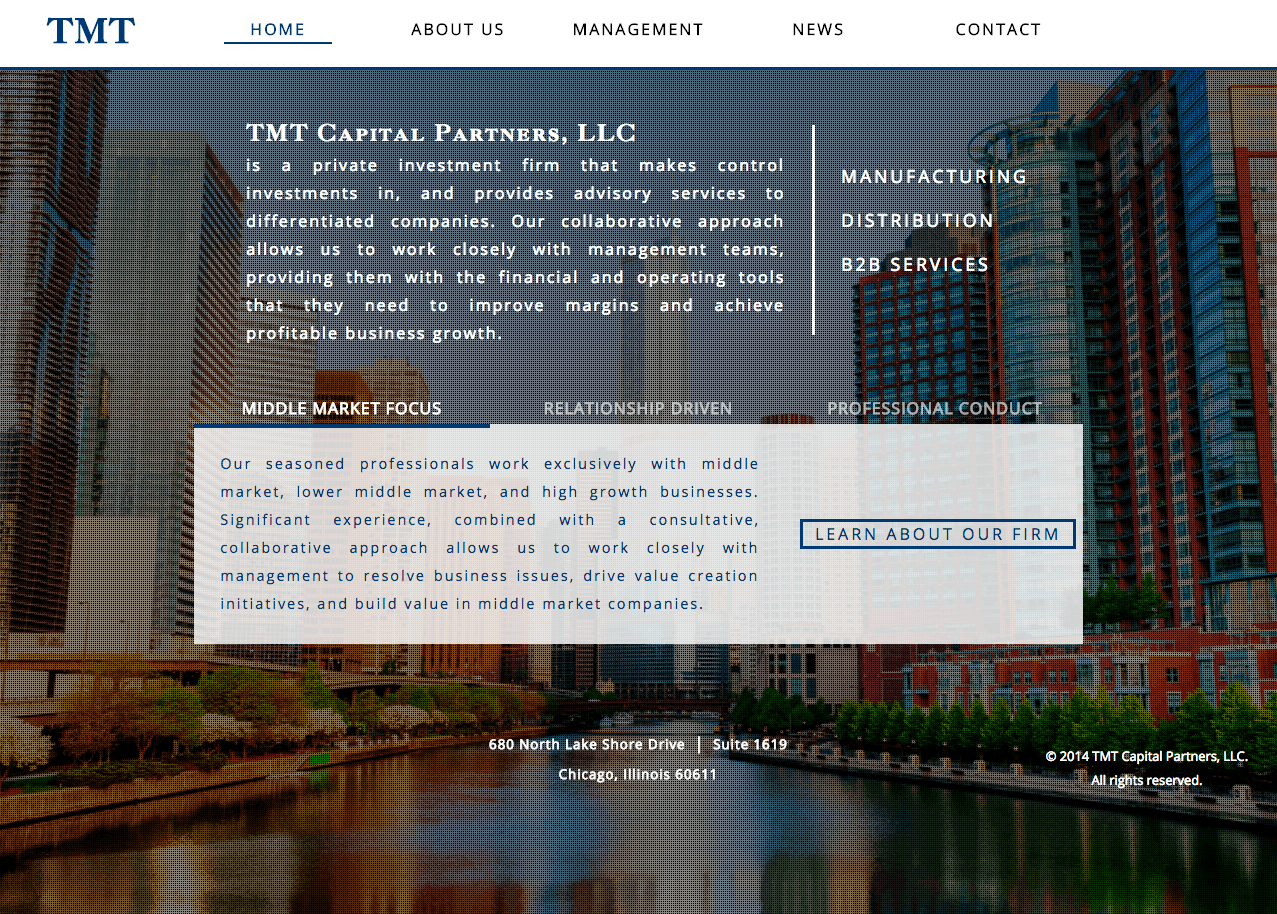 TMT
HOME
ABOUT US
MANAGEMENT
NEWS
CONTACT
TMT CAPITAL PARTNERS, LLC
is a private investment firm that makes control
investments in, and provides advisory services to
differentiated companies. Our collaborative approach
allows us to work closely with management teams,
providing them with the financial and operating tools
that they need to improve margins and achieve
profitable business growth.
MANUFACTURING
DISTRIBUTION
B2B SERVICES
MIDDLE MARKET FOCUS
RELATIONSHIP DRIVEN
PROFESSIONAL CONDUCT
Our seasoned professionals work exclusively with middle
market, lower middle market, and high growth businesses.
Significant experience, combined with a consultative,
collaborative approach allows us to work closely with
management to resolve business issues, drive value creation
initiatives, and build value in middle market companies.
LEARN ABOUT OUR FIRM
680 North Lake Shore Drive | Suite 1619
Chicago, Illinois 60611
© 2014 TMT Capital Partners, LLC.
All rights reserved.